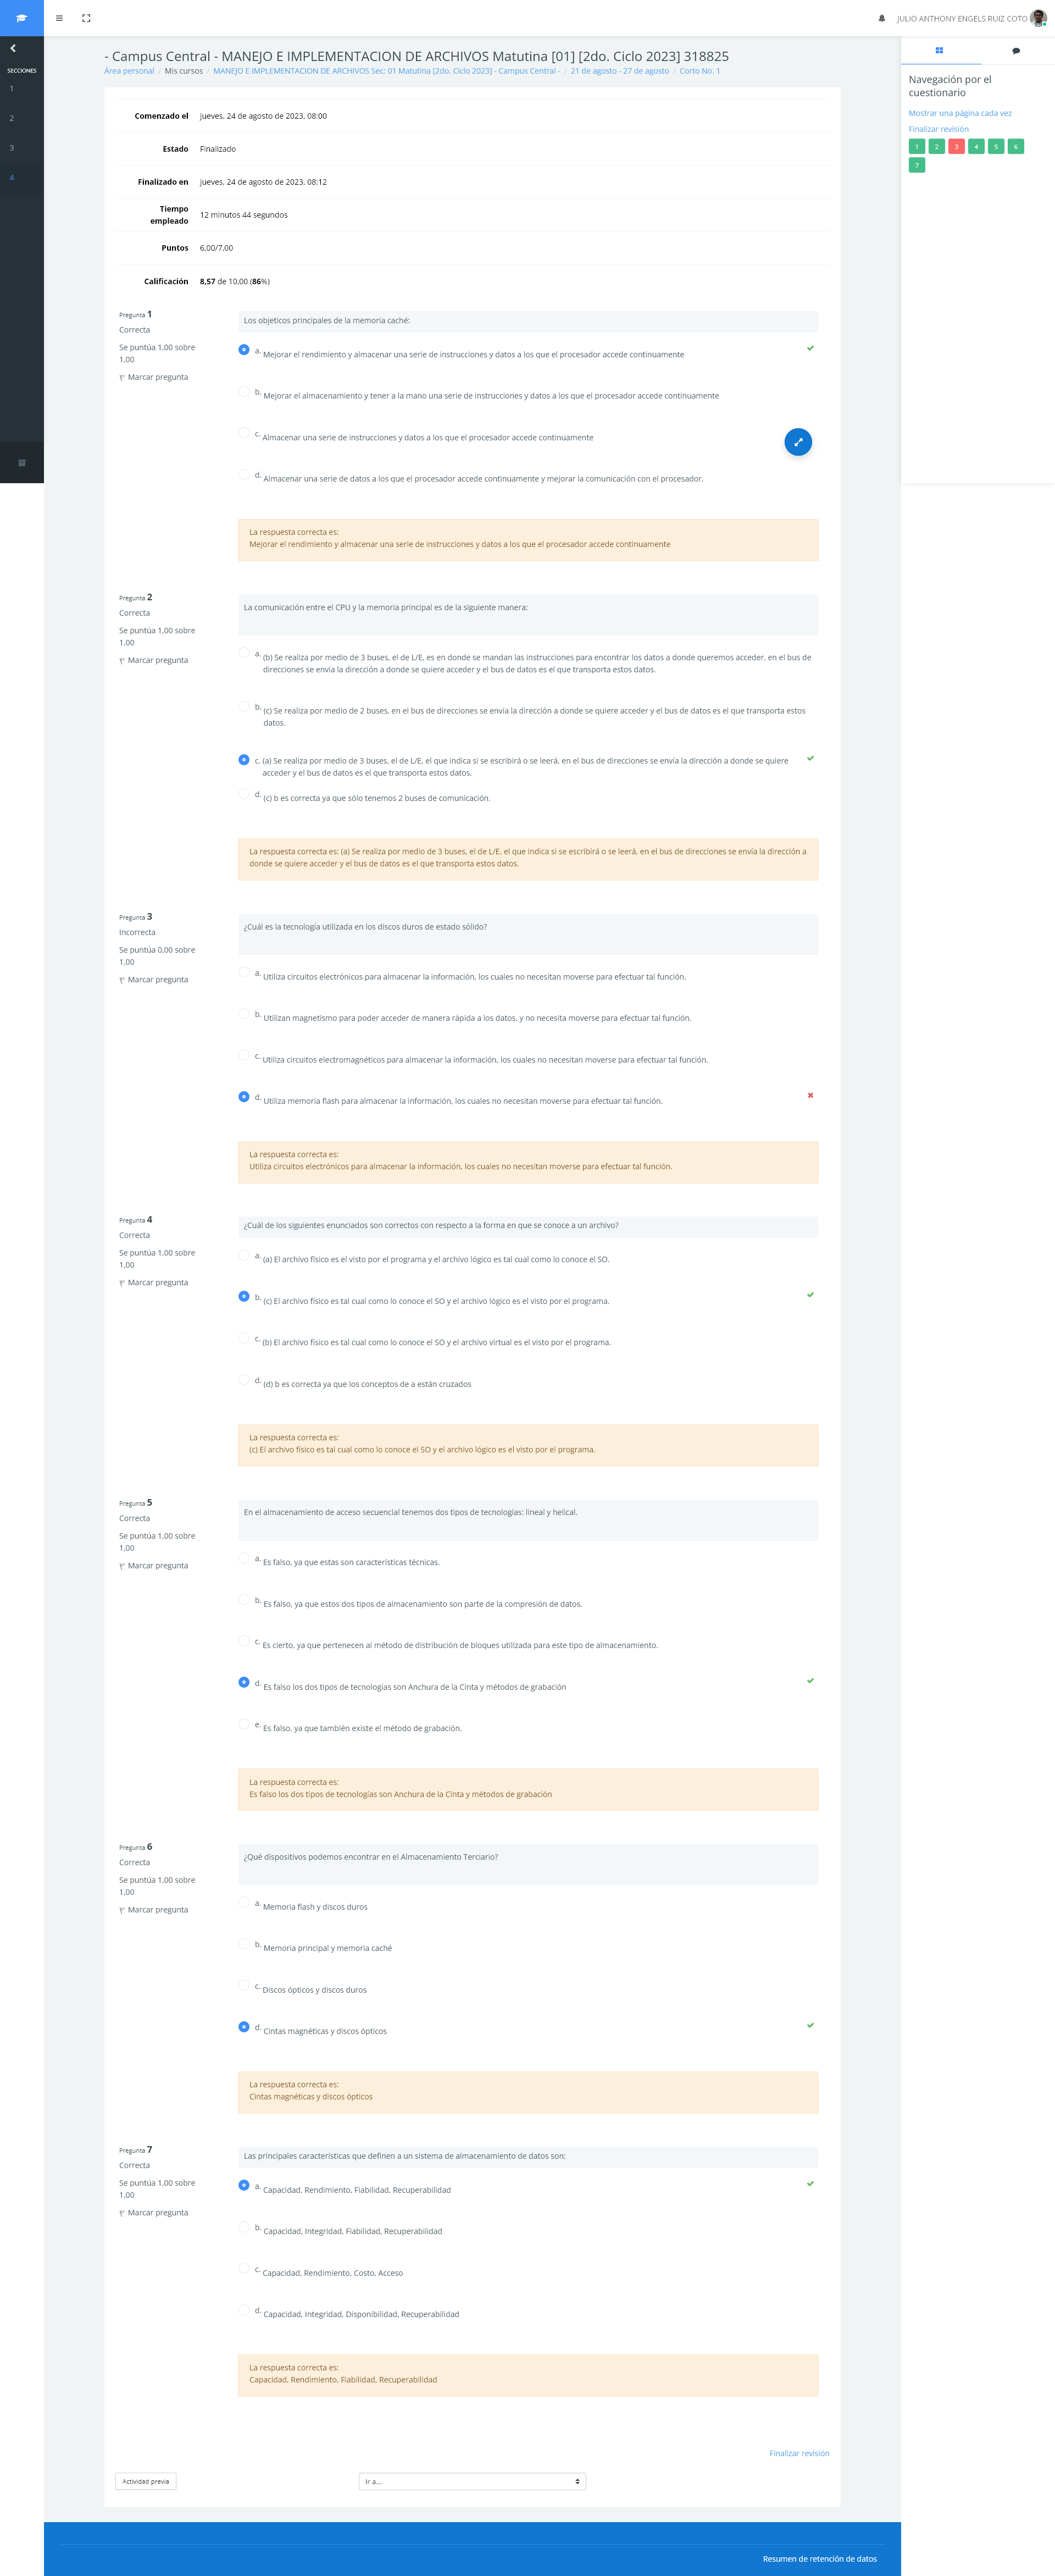 JULIO ANTHONY ENGELS RUIZ COTO
SECCIONES
1
2
3
4
- Campus Central - MANEJO E IMPLEMENTACION DE ARCHIVOS Matutina [01] [2do. Ciclo 2023] 318825
Área personal / Mis cursos / MANEJO E IMPLEMENTACION DE ARCHIVOS Sec: 01 Matutina [2do. Ciclo 2023] - Campus Central - / 21 de agosto - 27 de agosto / Corto No. 1
Navegación por el
cuestionario
Mostrar una página cada vez
Finalizar revisión
1 2 3 4 5 6
7
Comenzado el jueves, 24 de agosto de 2023, 08:00
Estado Finalizado
Finalizado en jueves, 24 de agosto de 2023, 08:12
Tiempo
empleado
12 minutos 44 segundos
Puntos 6,00/7,00
Calificación 8,57 de 10,00 (86%)
Pregunta 1
Correcta
Se puntúa 1,00 sobre
1,00
Marcar pregunta
Los objeticos principales de la memoria caché:
a. Mejorar el rendimiento y almacenar una serie de instrucciones y datos a los que el procesador accede continuamente
b. Mejorar el almacenamiento y tener a la mano una serie de instrucciones y datos a los que el procesador accede continuamente
c. Almacenar una serie de instrucciones y datos a los que el procesador accede continuamente
d. Almacenar una serie de datos a los que el procesador accede continuamente y mejorar la comunicación con el procesador.
La respuesta correcta es:
Mejorar el rendimiento y almacenar una serie de instrucciones y datos a los que el procesador accede continuamente
Pregunta 2
Correcta
Se puntúa 1,00 sobre
1,00
Marcar pregunta
La comunicación entre el CPU y la memoria principal es de la siguiente manera:
a. (b) Se realiza por medio de 3 buses, el de L/E, es en donde se mandan las instrucciones para encontrar los datos a donde queremos acceder, en el bus de
direcciones se envía la dirección a donde se quiere acceder y el bus de datos es el que transporta estos datos.
b. (c) Se realiza por medio de 2 buses, en el bus de direcciones se envía la dirección a donde se quiere acceder y el bus de datos es el que transporta estos
datos.
c. (a) Se realiza por medio de 3 buses, el de L/E, el que indica si se escribirá o se leerá, en el bus de direcciones se envía la dirección a donde se quiere
acceder y el bus de datos es el que transporta estos datos.
d. (c) b es correcta ya que sólo tenemos 2 buses de comunicación.
La respuesta correcta es: (a) Se realiza por medio de 3 buses, el de L/E, el que indica si se escribirá o se leerá, en el bus de direcciones se envía la dirección a
donde se quiere acceder y el bus de datos es el que transporta estos datos.
Pregunta 3
Incorrecta
Se puntúa 0,00 sobre
1,00
Marcar pregunta
¿Cuál es la tecnología utilizada en los discos duros de estado sólido?
a. Utiliza circuitos electrónicos para almacenar la información, los cuales no necesitan moverse para efectuar tal función.
b. Utilizan magnetismo para poder acceder de manera rápida a los datos, y no necesita moverse para efectuar tal función.
c. Utiliza circuitos electromagnéticos para almacenar la información, los cuales no necesitan moverse para efectuar tal función.
d. Utiliza memoria flash para almacenar la información, los cuales no necesitan moverse para efectuar tal función.
La respuesta correcta es:
Utiliza circuitos electrónicos para almacenar la información, los cuales no necesitan moverse para efectuar tal función.
Pregunta 4
Correcta
Se puntúa 1,00 sobre
1,00
Marcar pregunta
¿Cuál de los siguientes enunciados son correctos con respecto a la forma en que se conoce a un archivo?
a. (a) El archivo físico es el visto por el programa y el archivo lógico es tal cual como lo conoce el SO.
b. (c) El archivo físico es tal cual como lo conoce el SO y el archivo lógico es el visto por el programa.
c. (b) El archivo físico es tal cual como lo conoce el SO y el archivo virtual es el visto por el programa.
d. (d) b es correcta ya que los conceptos de a están cruzados
La respuesta correcta es:
(c) El archivo físico es tal cual como lo conoce el SO y el archivo lógico es el visto por el programa.
Pregunta 5
Correcta
Se puntúa 1,00 sobre
1,00
Marcar pregunta
En el almacenamiento de acceso secuencial tenemos dos tipos de tecnologías: lineal y helical.
a. Es falso, ya que estas son características técnicas.
b. Es falso, ya que estos dos tipos de almacenamiento son parte de la compresión de datos.
c. Es cierto, ya que pertenecen al método de distribución de bloques utilizada para este tipo de almacenamiento.
d. Es falso los dos tipos de tecnologías son Anchura de la Cinta y métodos de grabación
e. Es falso, ya que también existe el método de grabación.
La respuesta correcta es:
Es falso los dos tipos de tecnologías son Anchura de la Cinta y métodos de grabación
Pregunta 6
Correcta
Se puntúa 1,00 sobre
1,00
Marcar pregunta
¿Qué dispositivos podemos encontrar en el Almacenamiento Terciario?
a. Memoria flash y discos duros
b. Memoria principal y memoria caché
c. Discos ópticos y discos duros
d. Cintas magnéticas y discos ópticos
La respuesta correcta es:
Cintas magnéticas y discos ópticos
Pregunta 7
Correcta
Se puntúa 1,00 sobre
1,00
Marcar pregunta
Las principales características que definen a un sistema de almacenamiento de datos son:
a. Capacidad, Rendimiento, Fiabilidad, Recuperabilidad
b. Capacidad, Integridad, Fiabilidad, Recuperabilidad
c. Capacidad, Rendimiento, Costo, Acceso
d. Capacidad, Integridad, Disponibilidad, Recuperabilidad
La respuesta correcta es:
Capacidad, Rendimiento, Fiabilidad, Recuperabilidad
Finalizar revisión
Actividad previa
Ir a...
Resumen de retención de datos